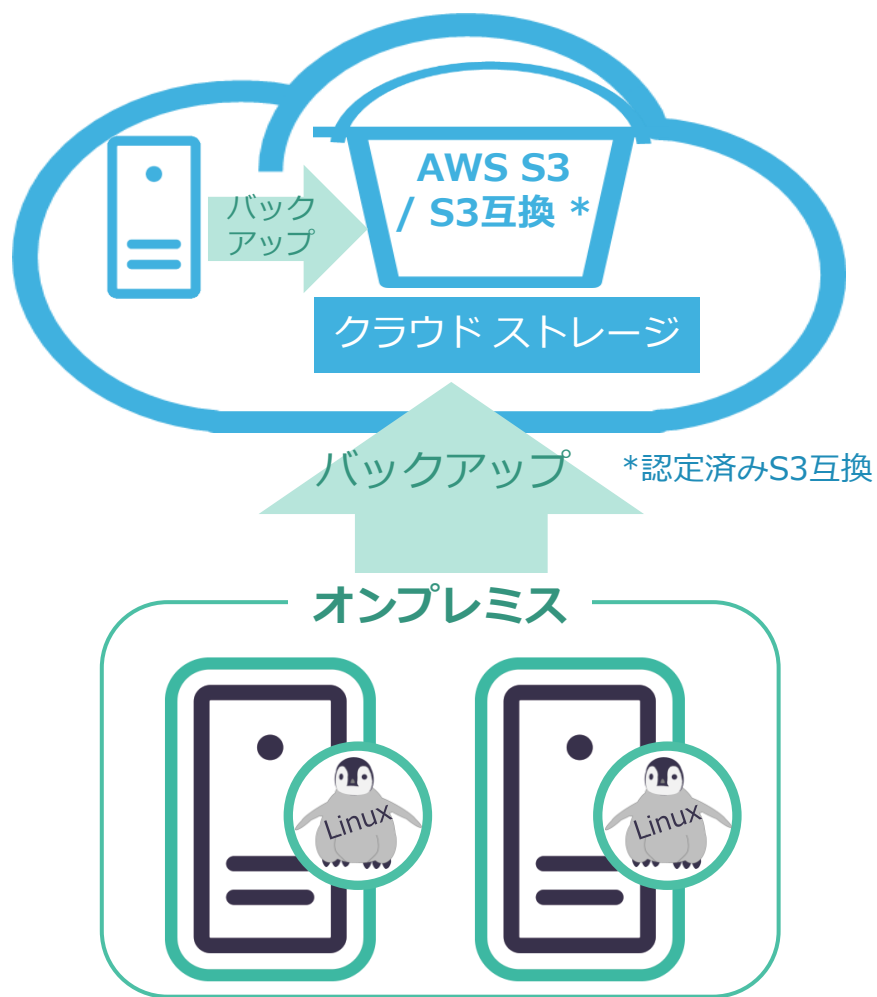 AWS S3
/ S3互換 *
バック
アップ
クラウド ストレージ
バックアップ
*認定済みS3互換
オンプレミス
Linux
Linux